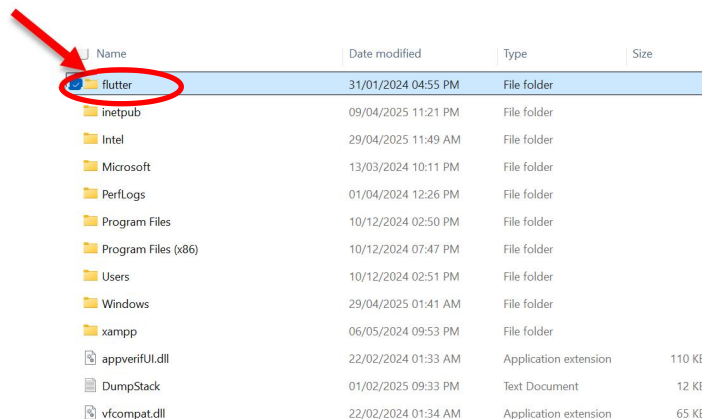 Name Date modified Type Size
flutter 31/01/2024 04:55 PM File folder
inetpub 09/04/2025 11:21 PM File folder
Intel 29/04/2025 11:49 AM File folder
Microsoft 13/03/2024 10:11 PM File folder
PerfLogs 01/04/2024 12:26 PM File folder
Program Files 10/12/2024 02:50 PM File folder
Program Files (x86) 10/12/2024 07:47 PM File folder
Users 10/12/2024 02:51 PM File folder
Windows 29/04/2025 01:41 AM File folder
xampp 06/05/2024 09:53 PM File folder
appverifUI.dll 22/02/2024 01:33 AM Application extension 110 KB
DumpStack 01/02/2025 09:33 PM Text Document 12 KB
vfcompat.dll 22/02/2024 01:34 AM Application extension 65 KB